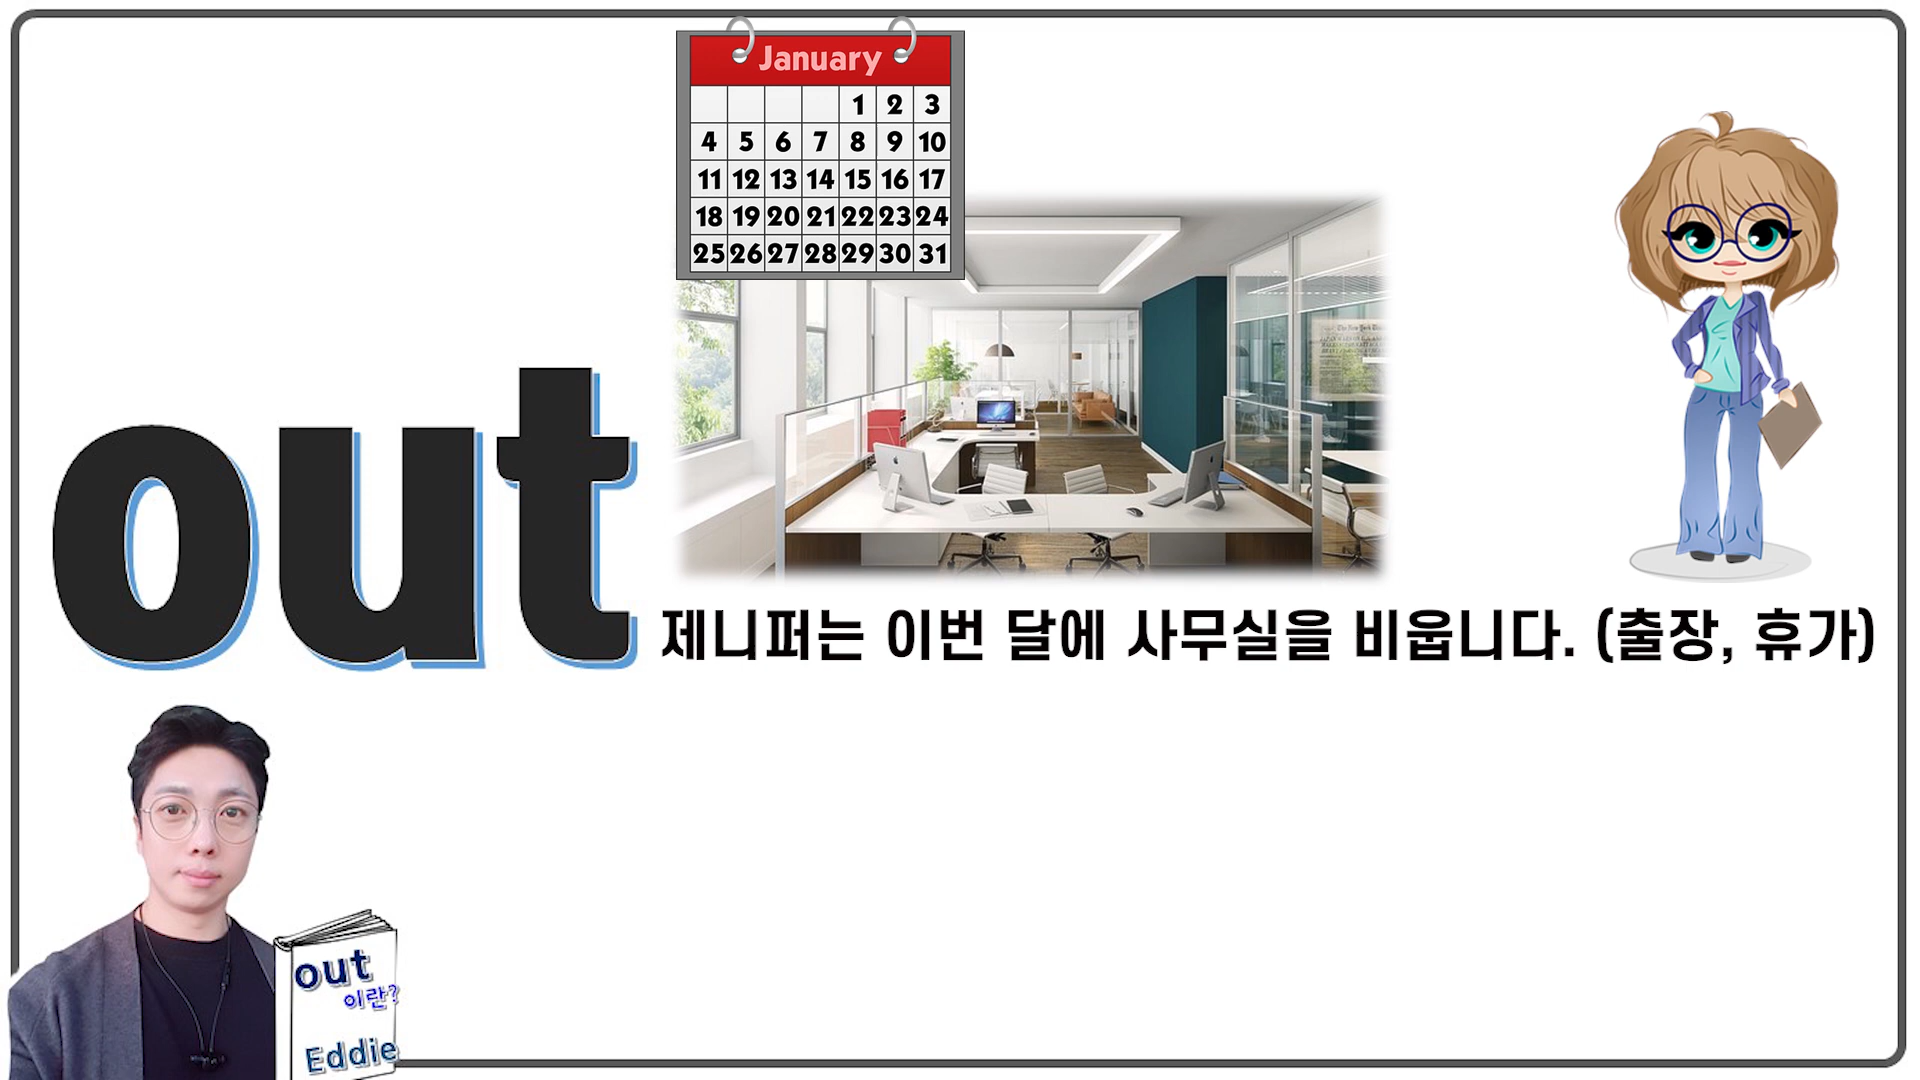 January
1 2 3
4 5 6 7 8 9 10
11 12 13 14 15 16 17
18 19 20 21 22 23 24
25 26 27 28 29 30 31
out
제니퍼는 이번 달에 사무실을 비웁니다. (출장, 휴가)
out
이란?
Eddie